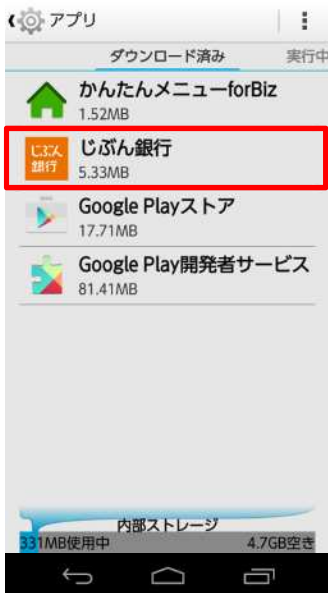 アプリ
ダウンロード済み 実行中
かんたんメニューforBiz
1.52MB
じぶん
銀行
じぶん銀行
5.33MB
Google Playストア
17.71MB
Google Play開発者サービス
81.41MB
内部ストレージ
331MB使用中 4.7GB空き